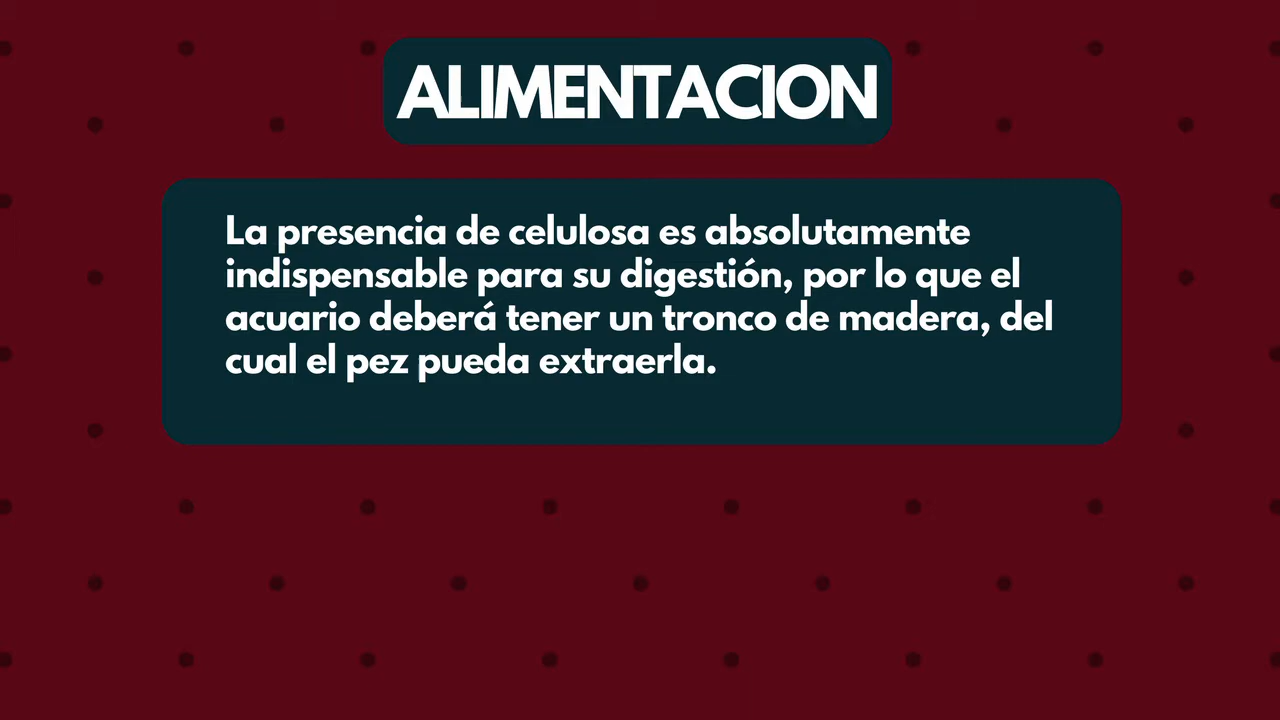 ALIMENTACION
La presencia de celulosa es absolutamente
indispensable para su digestión, por lo que el
acuario deberá tener un tronco de madera, del
cual el pez pueda extraerla.